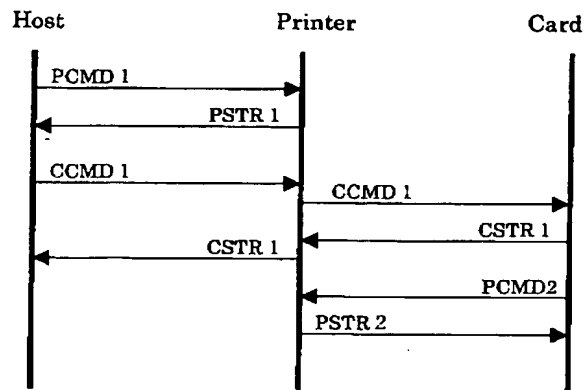 Host Printer Card
PCMD 1
PSTR 1
CCMD 1
CCMD 1
CSTR 1
CSTR 1
PCMD2
PSTR 2